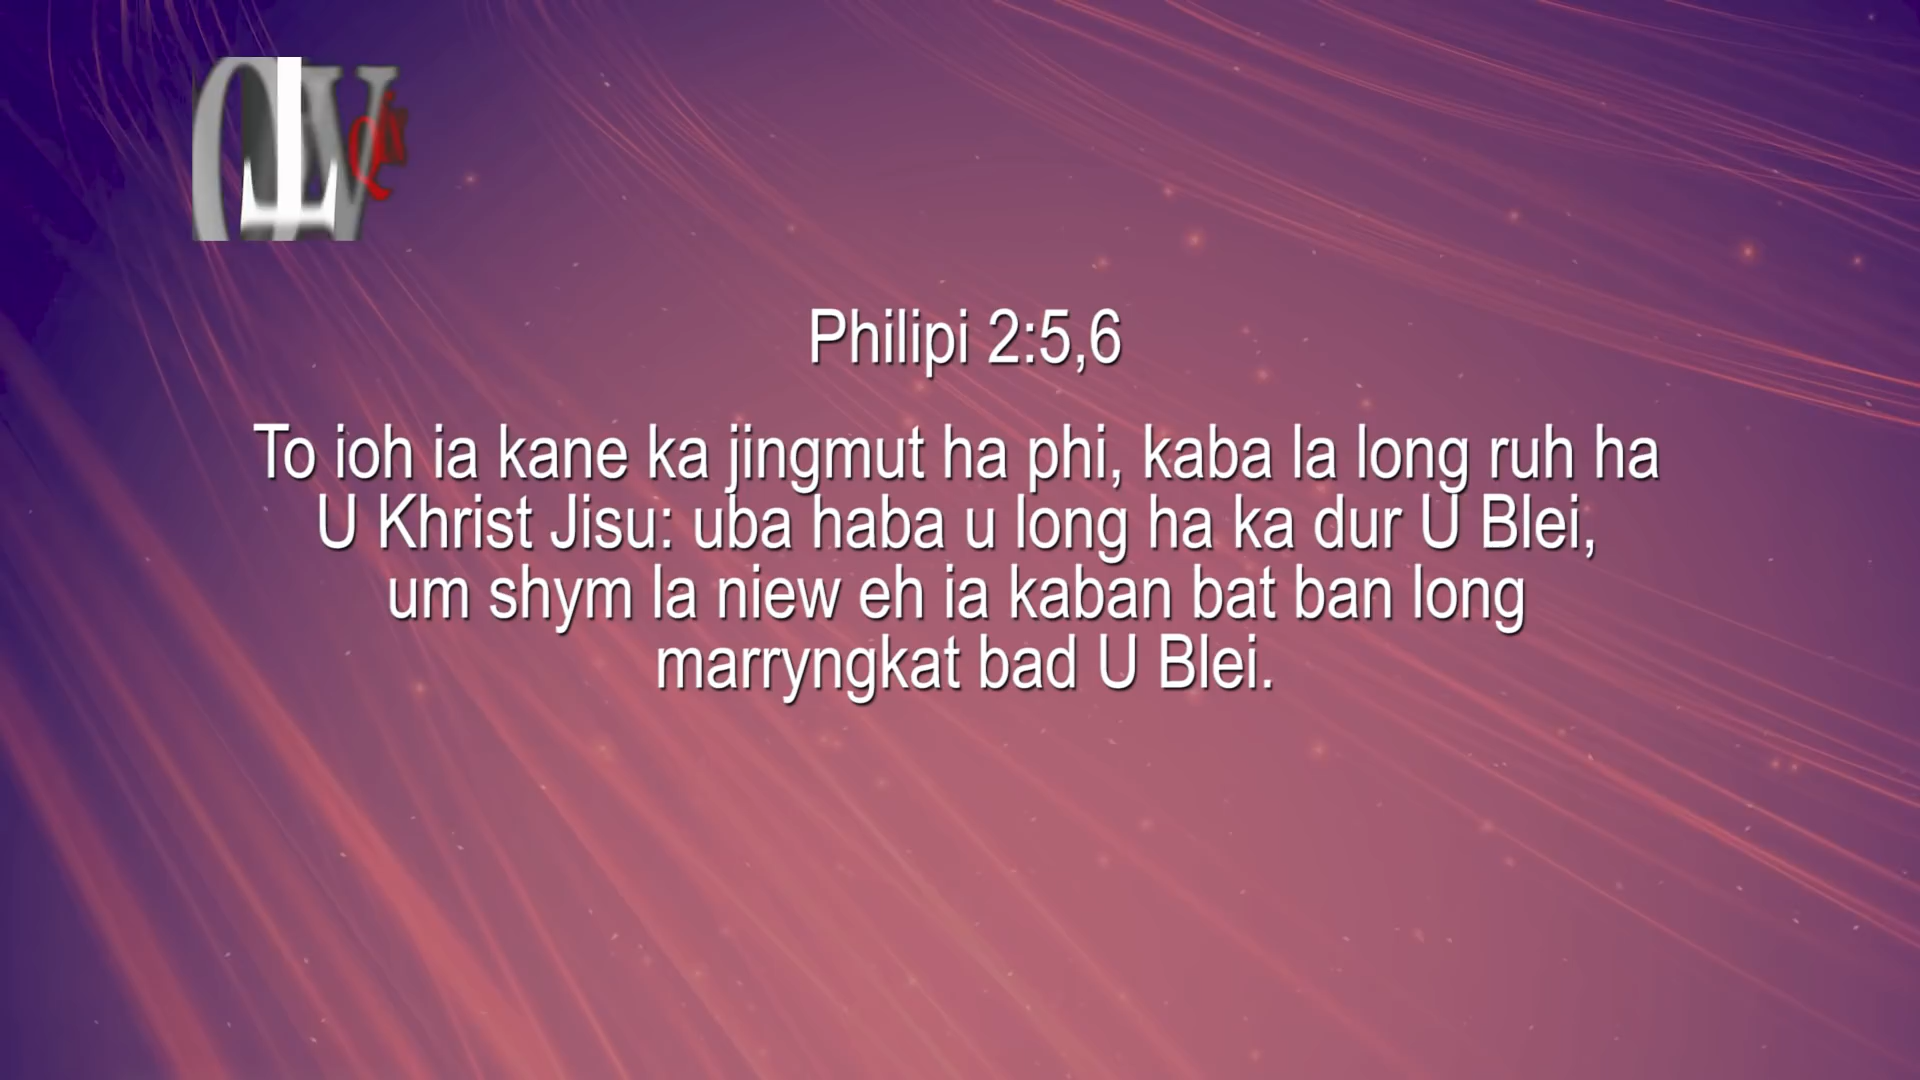 Philipi 2:5,6
To ioh ia kane ka jingmut ha phi, kaba la long ruh ha
U Khrist Jisu: uba haba u long ha ka dur U Blei,
um shym la niew eh ia kaban bat ban long
marryngkat bad U Blei.